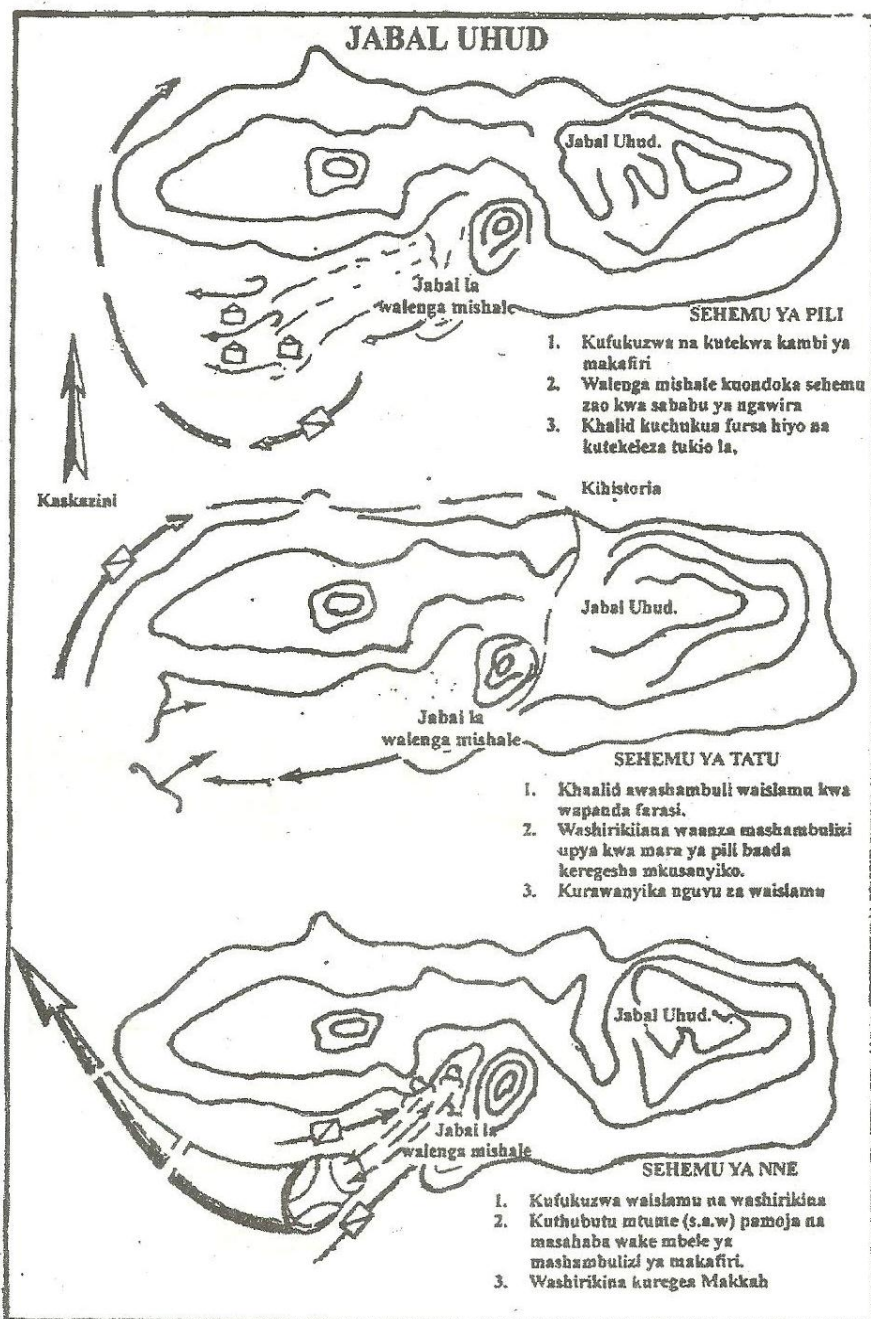 JABAL UHUD
Jabal Uhud.
Jabal la
walenga mishale
SEHEMU YA PILI
1. Kufukuzwa na kutekwa kambi ya
makafiri
2. Walenga mishale kuondoka sehemu
zao kwa sababu ya ngawira
3. Khalid kuchukua fursa hiyo na
kutekeleza tukio la,
Kihistoria
Kaskazini
Jabal Uhud.
Jabal la
walenga mishale
SEHEMU YA TATU
1. Khaalid awashambuli waislamu kwa
wapanda farasi.
2. Washirikiiana waanza mashambulizi
upya kwa mara ya pili baada
keregesha mkusanyiko.
3. Kurawanyika nguvu za waislamu
Jabal Uhud.
Jabal la
walenga mishale
SEHEMU YA NNE
1. Kufukuzwa waislamu na washirikina
2. Kuthubutu mtume (s.a.w) pamoja na
masahaba wake mbele ya
mashambulizi ya makafiri.
3. Washirikina kuregea Makkah